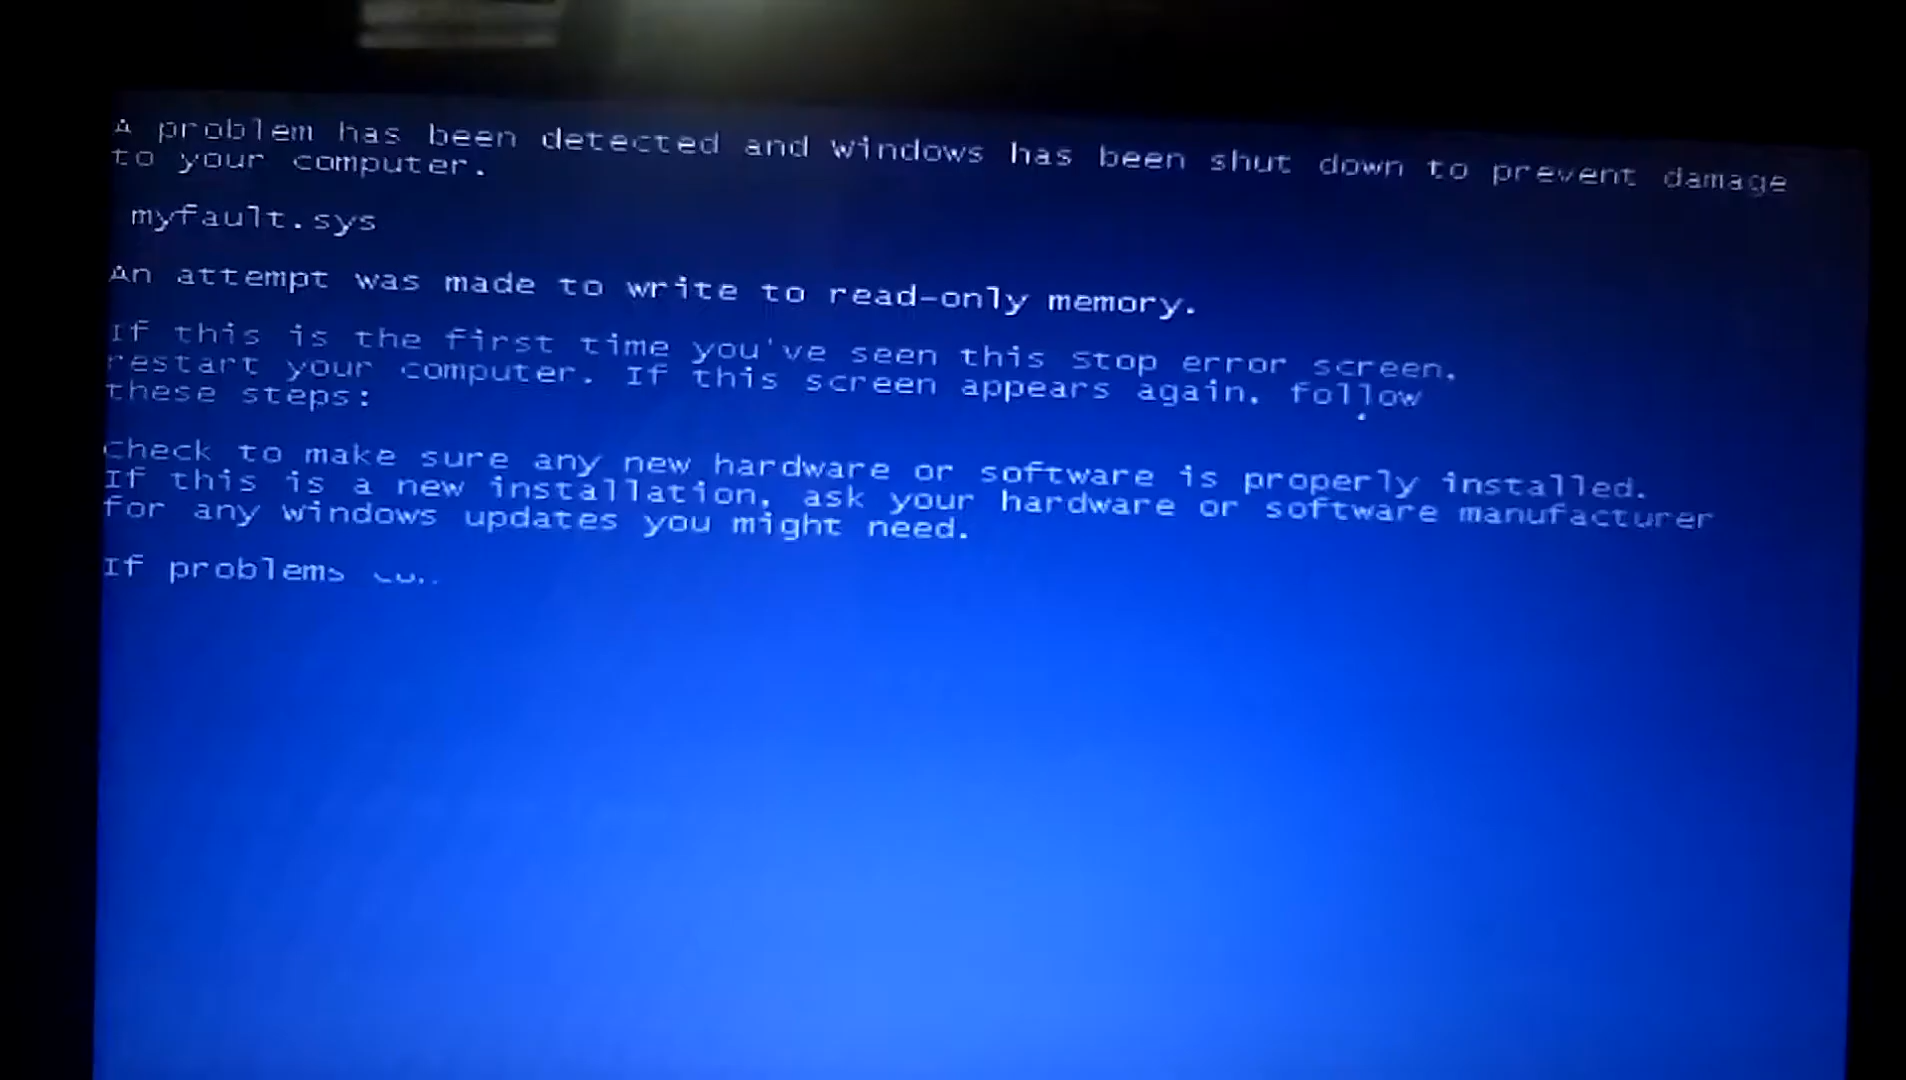 A problem has been detected and windows has been shut down to prevent damage
to your computer.
myfault.sys
An attempt was made to write to read-only memory.
If this is the first time you've seen this Stop error screen,
restart your computer. If this screen appears again, follow
these steps:
Check to make sure any new hardware or software is properly installed.
If this is a new installation, ask your hardware or software manufacturer
for any windows updates you might need.
If problems